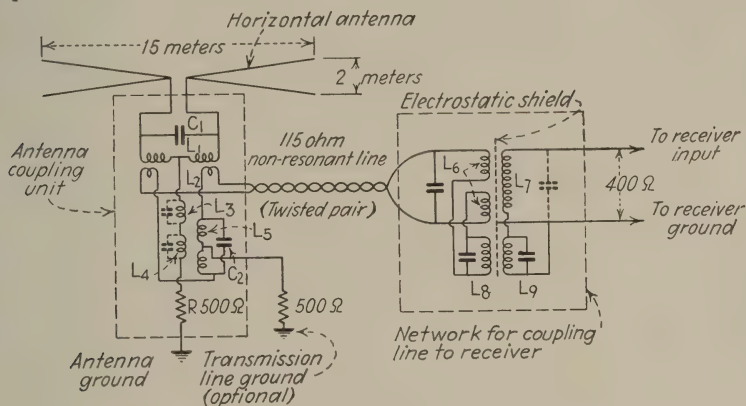 Horizontal antenna
15 meters
2
meters
Electrostatic shield
C1
L1
115 ohm
non-resonant line
To receiver
input
Antenna
coupling
unit
L2
L6
L7
400 Ω
(Twisted pair)
To receiver
ground
L3
L5
L4
C2
L8
L9
R 500 Ω
500 Ω
Network for coupling
line to receiver
Antenna
ground
Transmission
line ground
(optional)